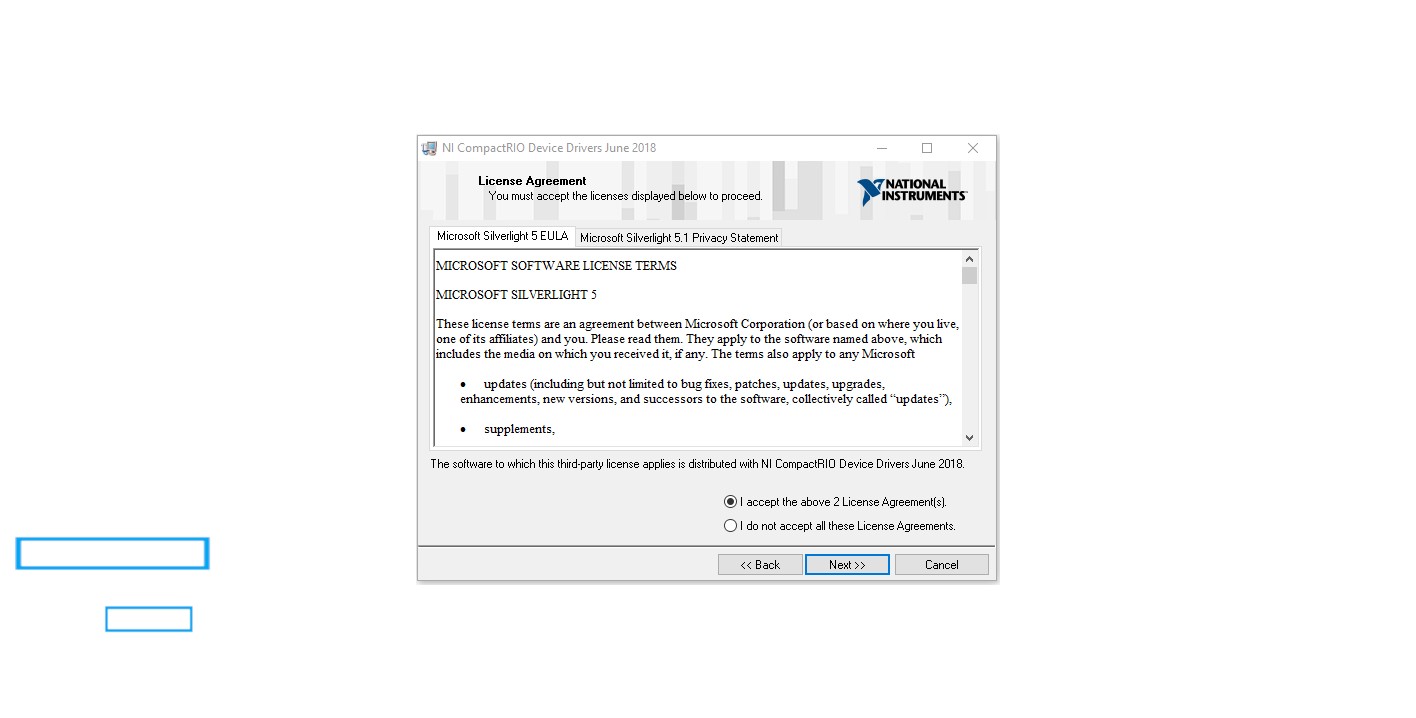 NI CompactRIO Device Drivers June 2018
License Agreement
You must accept the licenses displayed below to proceed.
NATIONAL
INSTRUMENTS™
Microsoft Silverlight 5 EULA
Microsoft Silverlight 5.1 Privacy Statement
MICROSOFT SOFTWARE LICENSE TERMS
MICROSOFT SILVERLIGHT 5
These license terms are an agreement between Microsoft Corporation (or based on where you live,
one of its affiliates) and you. Please read them. They apply to the software named above, which
includes the media on which you received it, if any. The terms also apply to any Microsoft
• updates (including but not limited to bug fixes, patches, updates, upgrades,
enhancements, new versions, and successors to the software, collectively called “updates”),
• supplements,
The software to which this third-party license applies is distributed with NI CompactRIO Device Drivers June 2018.
I accept the above 2 License Agreement(s).
I do not accept all these License Agreements.
<< Back
Next >>
Cancel